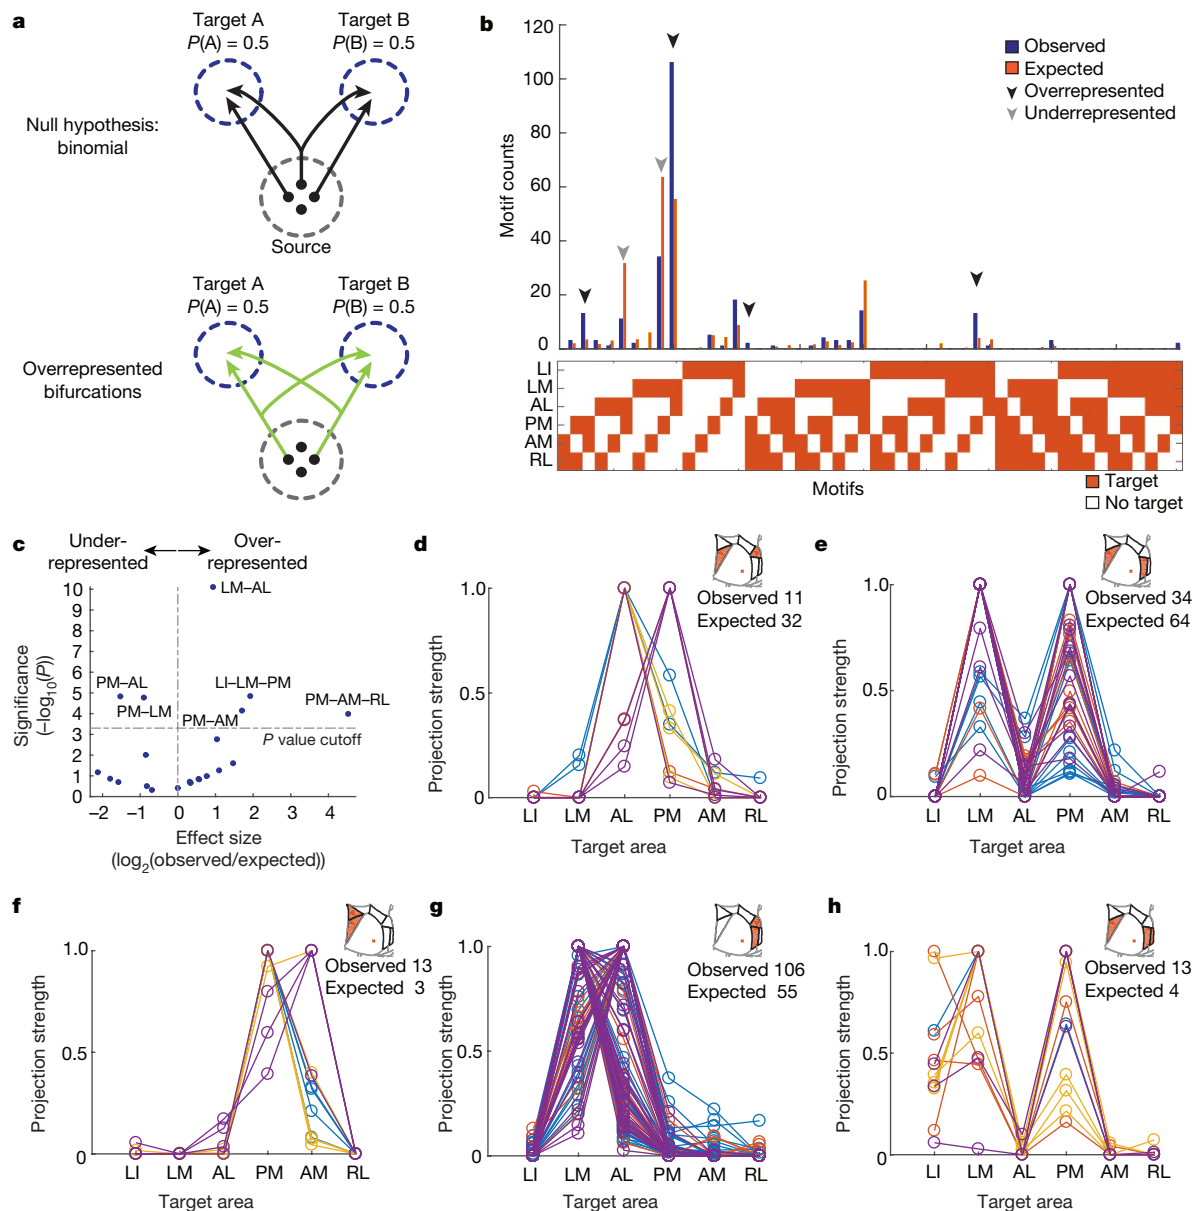 a
Target A
P(A) = 0.5
Target B
P(B) = 0.5
Null hypothesis:
binomial
Source
Target A
P(A) = 0.5
Target B
P(B) = 0.5
Overrepresented
bifurcations
b
Motif counts
120
100
80
60
40
20
0
Observed
Expected
Overrepresented
Underrepresented
LI
LM
AL
PM
AM
RL
Motifs
Target
No target
c
Under-
represented
Over-
represented
Significance
(–log10(P))
10
9
8
7
6
5
4
3
2
1
0
LM–AL
PM–AL
PM–LM
LI–LM–PM
PM–AM
PM–AM–RL
P value cutoff
–2 –1 0 1 2 3 4
Effect size
(log2(observed/expected))
d
Observed 11
Expected 32
Projection strength
1.0
0.5
0
LI LM AL PM AM RL
Target area
e
Observed 34
Expected 64
Projection strength
1.0
0.5
0
LI LM AL PM AM RL
Target area
f
Observed 13
Expected 3
Projection strength
1.0
0.5
0
LI LM AL PM AM RL
Target area
g
Observed 106
Expected 55
Projection strength
1.0
0.5
0
LI LM AL PM AM RL
Target area
h
Observed 13
Expected 4
Projection strength
1.0
0.5
0
LI LM AL PM AM RL
Target area